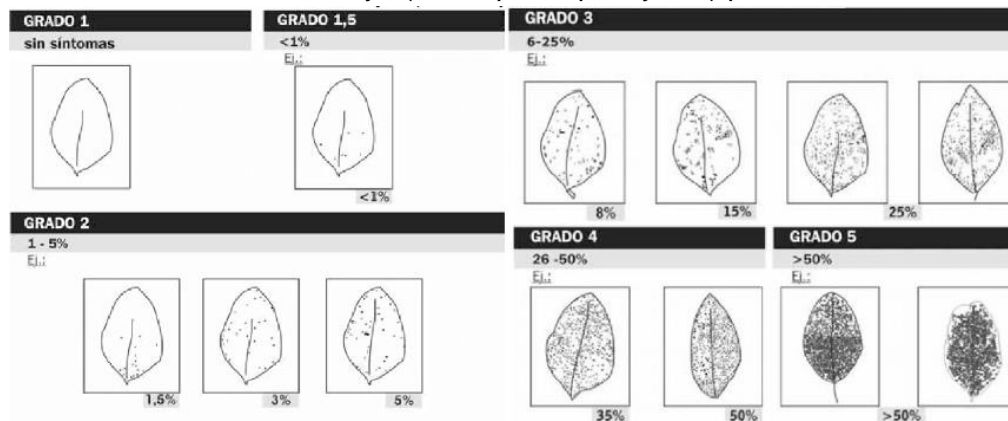 GRADO 1
sin síntomas
GRADO 1,5
<1%
Ej.:
<1%
GRADO 2
1 - 5%
Ej.:
1,5%
3%
5%
GRADO 3
6-25%
Ej.:
8%
15%
25%
GRADO 4
26 -50%
Ej.:
35%
50%
GRADO 5
>50%
Ej.:
>50%